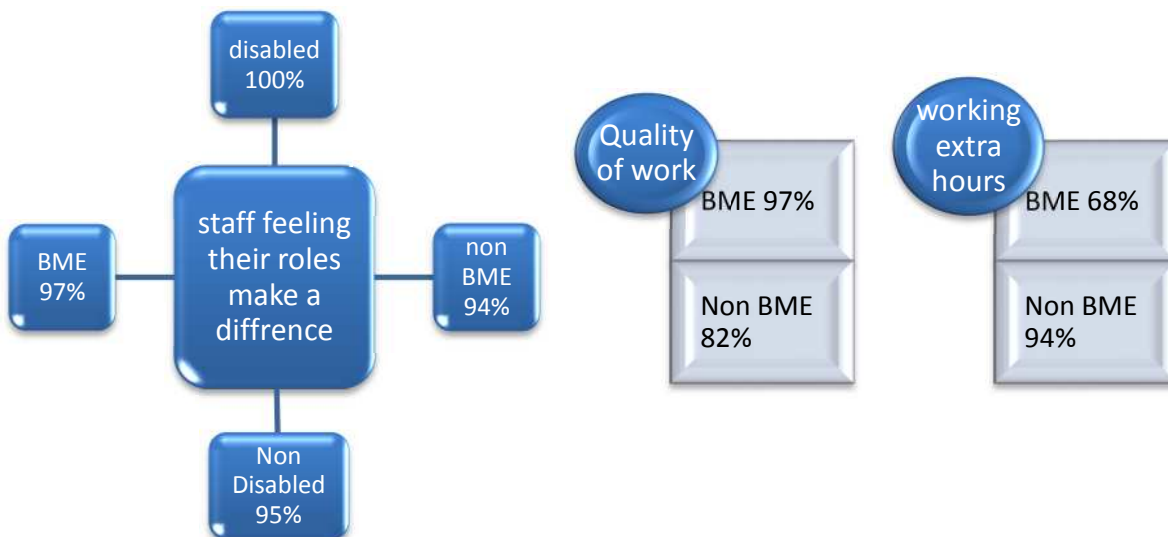 disabled
100%
staff feeling
their roles
make a
diffrence
BME
97%
non
BME
94%
Non
Disabled
95%
Quality
of work
BME 97%
Non BME
82%
working
extra
hours
BME 68%
Non BME
94%